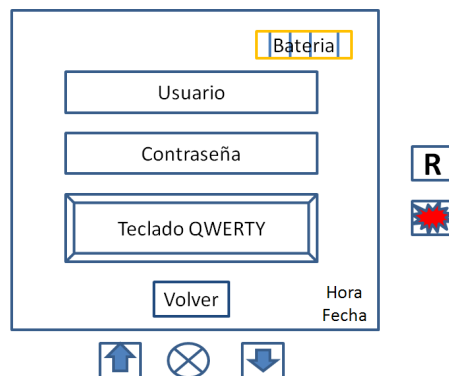 Bateria
Usuario
Contraseña
R
Teclado QWERTY
Volver
Hora
Fecha